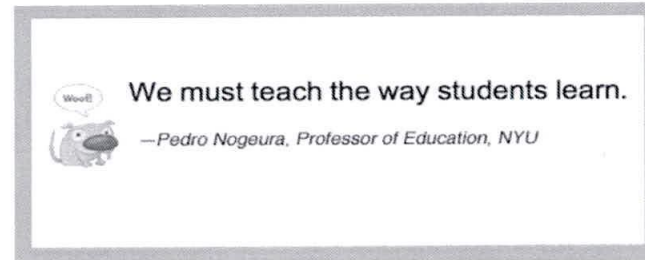 Woof!
We must teach the way students learn.
—Pedro Nogeura, Professor of Education, NYU